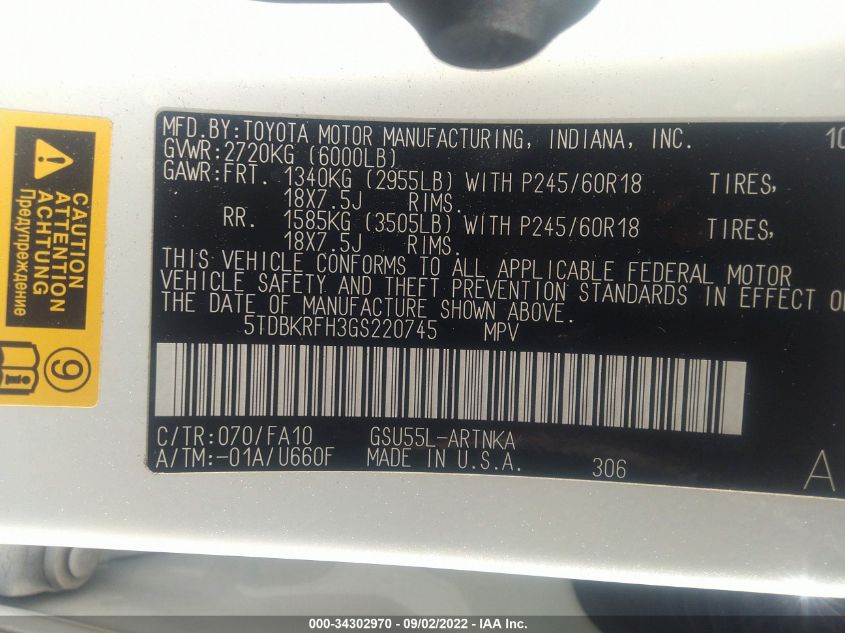 MFD.BY:TOYOTA MOTOR MANUFACTURING, INDIANA, INC. 10
GVWR:2720KG (6000LB)
GAWR:FRT. 1340KG (2955LB) WITH P245/60R18 TIRES,
18X7.5J RIMS.
RR. 1585KG (3505LB) WITH P245/60R18 TIRES,
18X7.5J RIMS.
THIS VEHICLE CONFORMS TO ALL APPLICABLE FEDERAL MOTOR
VEHICLE SAFETY AND THEFT PREVENTION STANDARDS IN EFFECT O
THE DATE OF MANUFACTURE SHOWN ABOVE.
5TDBKRFH3GS220745 MPV
C/TR:070/FA10 GSU55L-ARTNKA
A/TM:-01A/U660F MADE IN U.S.A. 306 A
CAUTION
ATTENTION
ACHTUNG
Предупреждение
i 9
000-34302970 - 09/02/2022 - IAA Inc.